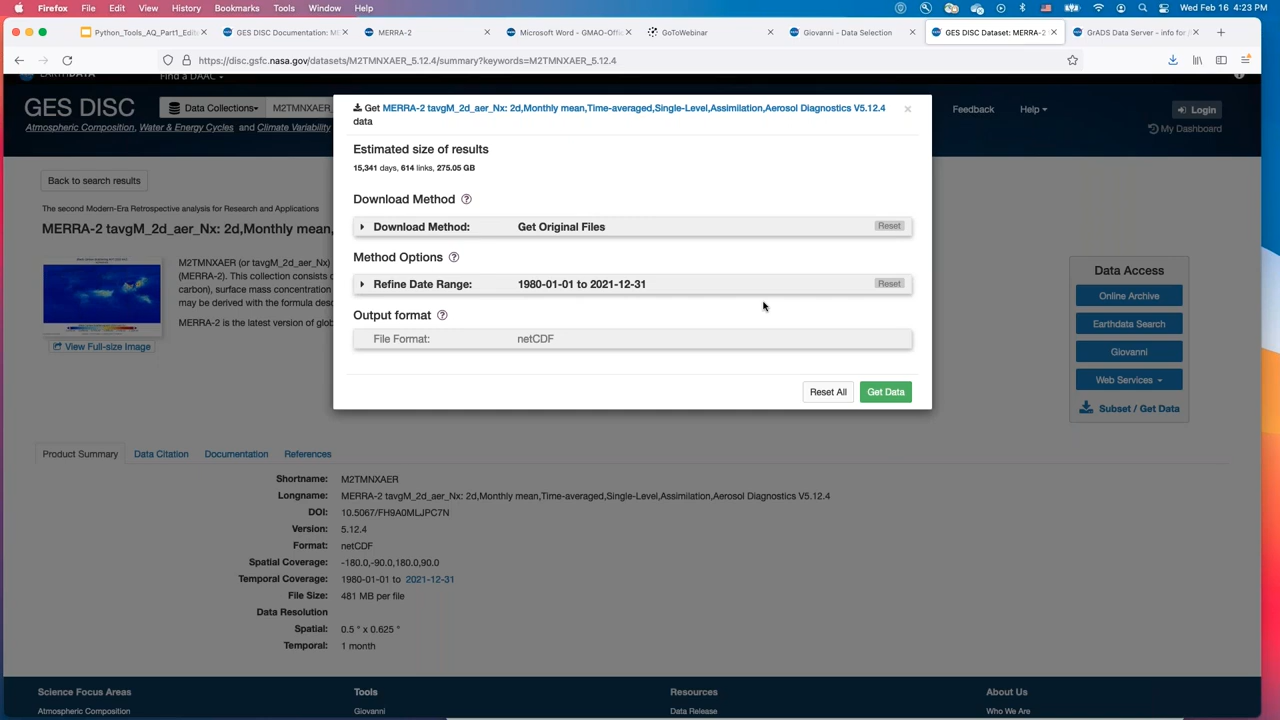 Firefox File Edit View History Bookmarks Tools Window Help Wed Feb 16 4:23 PM
Python_Tools_AQ_Part1_Edite
GES DISC Documentation: ME
MERRA-2
Microsoft Word - GMAO-Offi
GoToWebinar
Giovanni - Data Selection
GES DISC Dataset: MERRA-2
GrADS Data Server - info for
https://disc.gsfc.nasa.gov/datasets/M2TMNXAER_5.12.4/summary?keywords=M2TMNXAER_5.12.4
EARTHDATA Find a DAAC
GES DISC Data Collections M2TMNXAER_ Feedback Help Login
Atmospheric Composition, Water & Energy Cycles and Climate Variability My Dashboard
Get MERRA-2 tavgM_2d_aer_Nx: 2d,Monthly mean,Time-averaged,Single-Level,Assimilation,Aerosol Diagnostics V5.12.4
data
Estimated size of results
15,341 days, 614 links, 275.05 GB
Download Method
Download Method: Get Original Files Reset
Method Options
Refine Date Range: 1980-01-01 to 2021-12-31 Reset
Output format
File Format: netCDF
Reset All Get Data
Back to search results
The second Modern-Era Retrospective analysis for Research and Applications
MERRA-2 tavgM_2d_aer_Nx: 2d,Monthly mean,
M2TMNXAER (or tavgM_2d_aer_Nx)
(MERRA-2). This collection consists
carbon), surface mass concentration
may be derived with the formula des
MERRA-2 is the latest version of glob
View Full-size Image
Data Access
Online Archive
Earthdata Search
Giovanni
Web Services
Subset / Get Data
Product Summary Data Citation Documentation References
Shortname: M2TMNXAER
Longname: MERRA-2 tavgM_2d_aer_Nx: 2d,Monthly mean,Time-averaged,Single-Level,Assimilation,Aerosol Diagnostics V5.12.4
DOI: 10.5067/FH9A0MLJPC7N
Version: 5.12.4
Format: netCDF
Spatial Coverage: -180.0,-90.0,180.0,90.0
Temporal Coverage: 1980-01-01 to 2021-12-31
File Size: 481 MB per file
Data Resolution
Spatial: 0.5 ° x 0.625 °
Temporal: 1 month
Science Focus Areas Tools Resources About Us
Atmospheric Composition Giovanni Data Release Who We Are